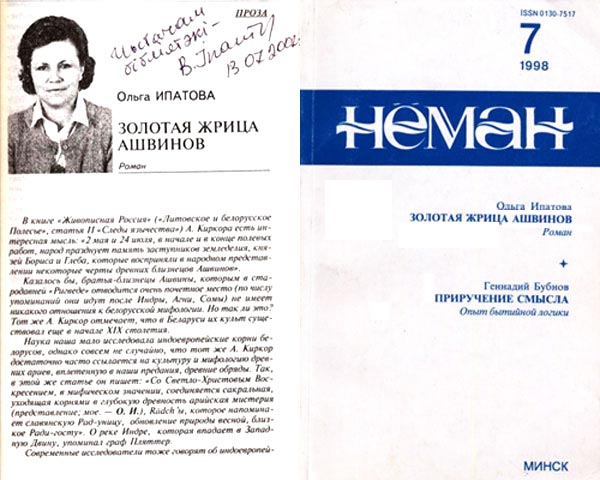 ПРОЗА
Чытачам
бібліятэкі –
В. Іпатава
13.07.2002
Ольга ИПАТОВА
ЗОЛОТАЯ ЖРИЦА
АШВИНОВ
Роман
В книге «Живописная Россия» («Литовское и белорусское
Полесье», статья II «Следы язычества») А. Киркора есть ин-
тересная мысль: «2 мая и 24 июля, в начале и в конце полевых
работ, народ празднует память заступников земледелия, кня-
зей Бориса и Глеба, которые восприняли в народном представ-
лении некоторые черты древних близнецов Ашвинов».
Казалось бы, братья-близнецы Ашвины, которым в ста-
родавней «Ригведе» отводится очень почетное место (по числу
упоминаний они идут после Индры, Агни, Сомы) не имеет
никакого отношения к белорусской мифологии. Но так ли это?
Тот же А. Киркор отмечает, что в Беларуси их культ суще-
ствовал еще в начале XIX столетия.
Наука наша мало исследовала индоевропейские корни бе-
лорусов, однако совсем не случайно, что тот же А. Киркор
достаточно часто ссылается на культуру и мифологию древ-
них ариев, вплетенную в наши предания, древние обряды. Так,
в этой же статье он пишет: «Со Светло-Христовым Вос-
кресением, в мифическом значении, соединяется сакральная,
уходящая корнями в глубокую древность арийская мистерия
(представление; мое. — О. И.), Rádch'ы, которое напомина-
ет славянскую Рад-уницу, обновление природы весной, близ-
кое Ради-госту». О реке Индре, которая впадает в Запад-
ную Двину, упоминал граф Пляттер.
Современные исследователи тоже говорят об индоевропей-
ISSN 0130-7517
7
1998
НЁМАН
Ольга Ипатова
ЗОЛОТАЯ ЖРИЦА АШВИНОВ
Роман
Геннадий Бубнов
ПРИРУЧЕНИЕ СМЫСЛА
Опыт бытийной логики
МИНСК